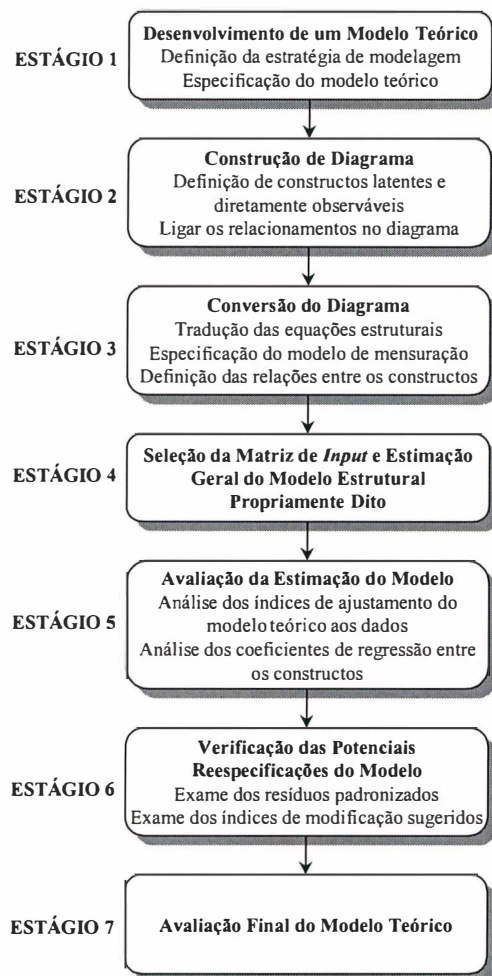 ESTÁGIO 1
Desenvolvimento de um Modelo Teórico
Definição da estratégia de modelagem
Especificação do modelo teórico
ESTÁGIO 2
Construção de Diagrama
Definição de constructos latentes e
diretamente observáveis
Ligar os relacionamentos no diagrama
ESTÁGIO 3
Conversão do Diagrama
Tradução das equações estruturais
Especificação do modelo de mensuração
Definição das relações entre os constructos
ESTÁGIO 4
Seleção da Matriz de Input e Estimação
Geral do Modelo Estrutural
Propriamente Dito
ESTÁGIO 5
Avaliação da Estimação do Modelo
Análise dos índices de ajustamento do
modelo teórico aos dados
Análise dos coeficientes de regressão entre
os constructos
ESTÁGIO 6
Verificação das Potenciais
Reespecificações do Modelo
Exame dos resíduos padronizados
Exame dos índices de modificação sugeridos
ESTÁGIO 7
Avaliação Final do Modelo Teórico